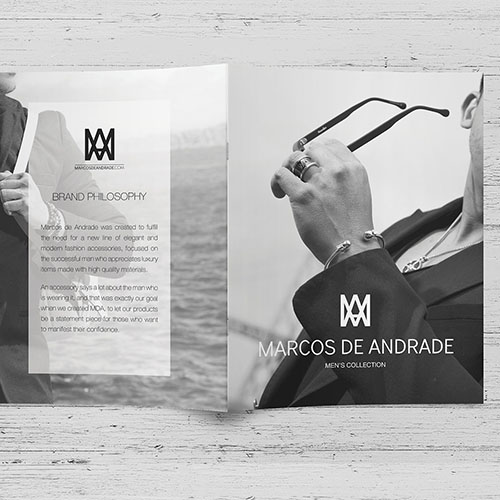 MARCOSDEANDRADE.COM
BRAND PHILOSOPHY
Marcos de Andrade was created to fulfill
the need for a new line of elegant and
modern fashion accessories, focused on
the successful man who appreciates luxury
items made with high quality materials.
An accessory says a lot about the man who
is wearing it, and that was exactly our goal
when we created MDA, to let our products
be a statement piece for those who want
to manifest their confidence.
MARCOS DE ANDRADE
MEN'S COLLECTION